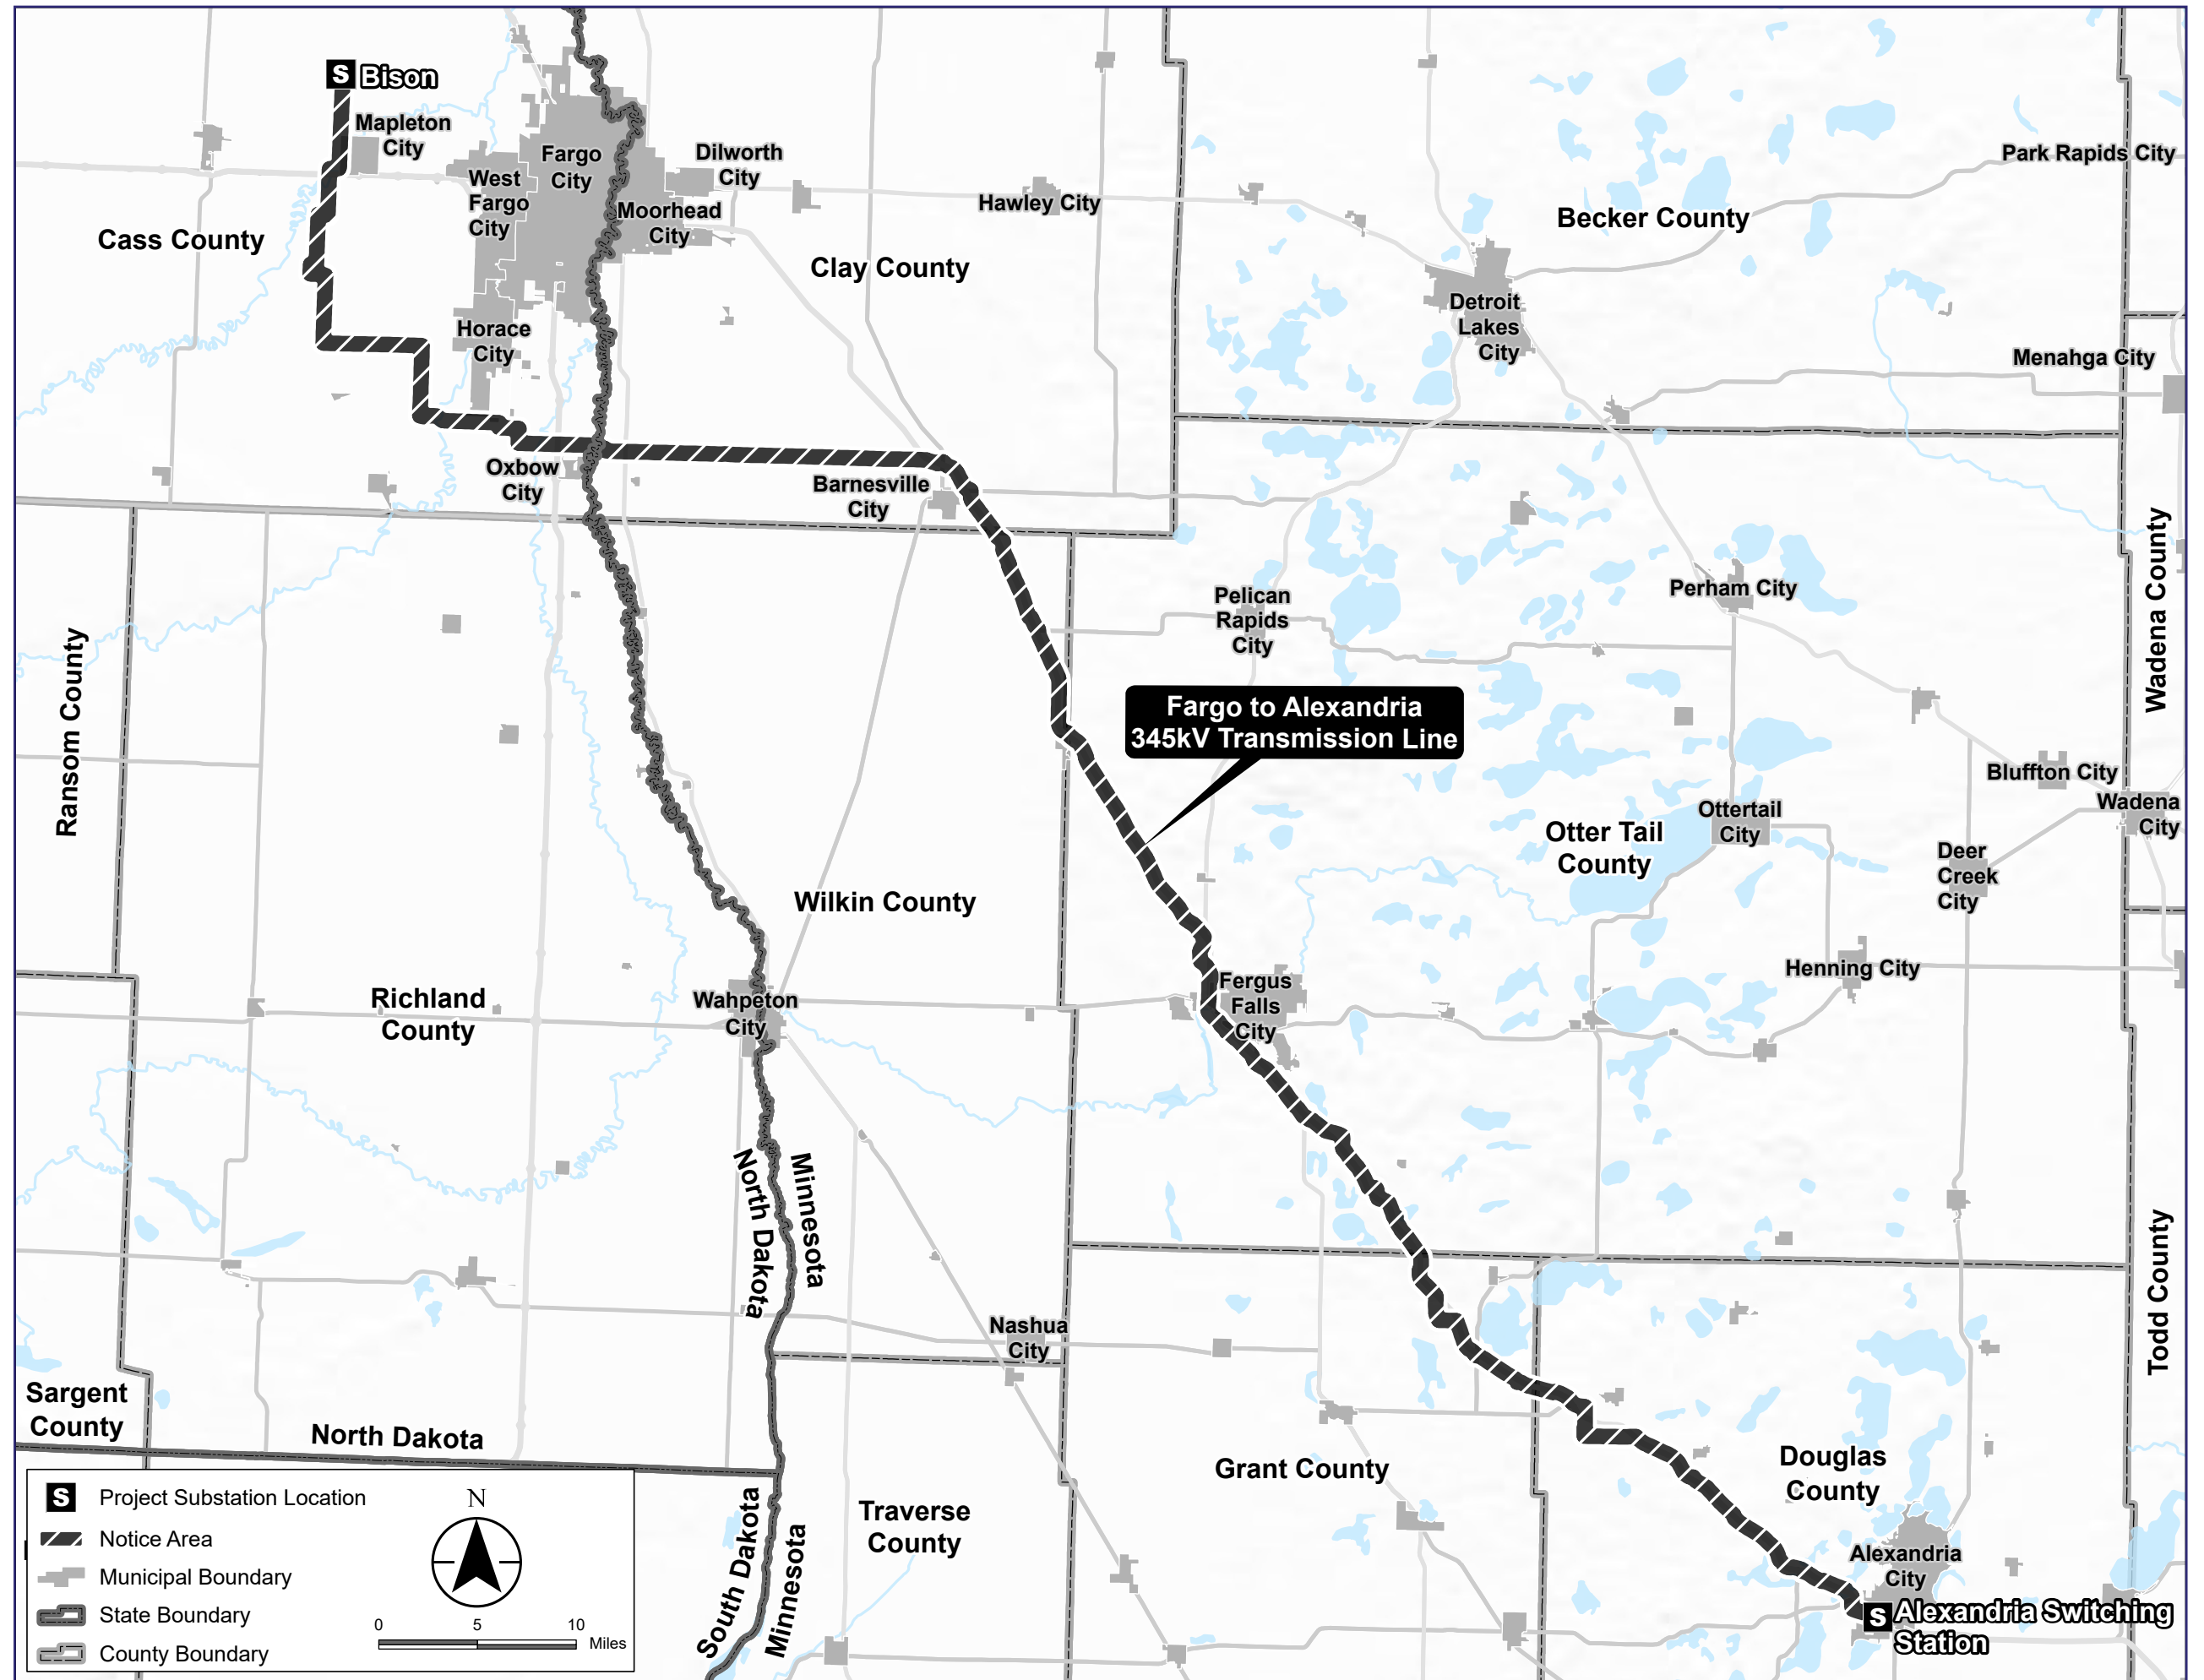 S Bison
Mapleton
City
Fargo
City
West
Fargo
City
Dilworth
City
Moorhead
City
Hawley City
Park Rapids City
Becker County
Cass County
Clay County
Detroit
Lakes
City
Horace
City
Menahga City
Oxbow
City
Barnesville
City
Wadena County
Pelican
Rapids
City
Perham City
Ransom County
Fargo to Alexandria
345kV Transmission Line
Bluffton City
Wadena
City
Ottertail
City
Otter Tail
County
Deer
Creek
City
Wilkin County
Henning City
Fergus
Falls
City
Richland
County
Wahpeton
City
North Dakota
Minnesota
Todd County
Nashua
City
Sargent
County
North Dakota
Grant County
Douglas
County
Traverse
County
South Dakota
Minnesota
Alexandria
City
S Alexandria Switching
Station
S Project Substation Location
Notice Area
Municipal Boundary
State Boundary
County Boundary
N
0 5 10
Miles